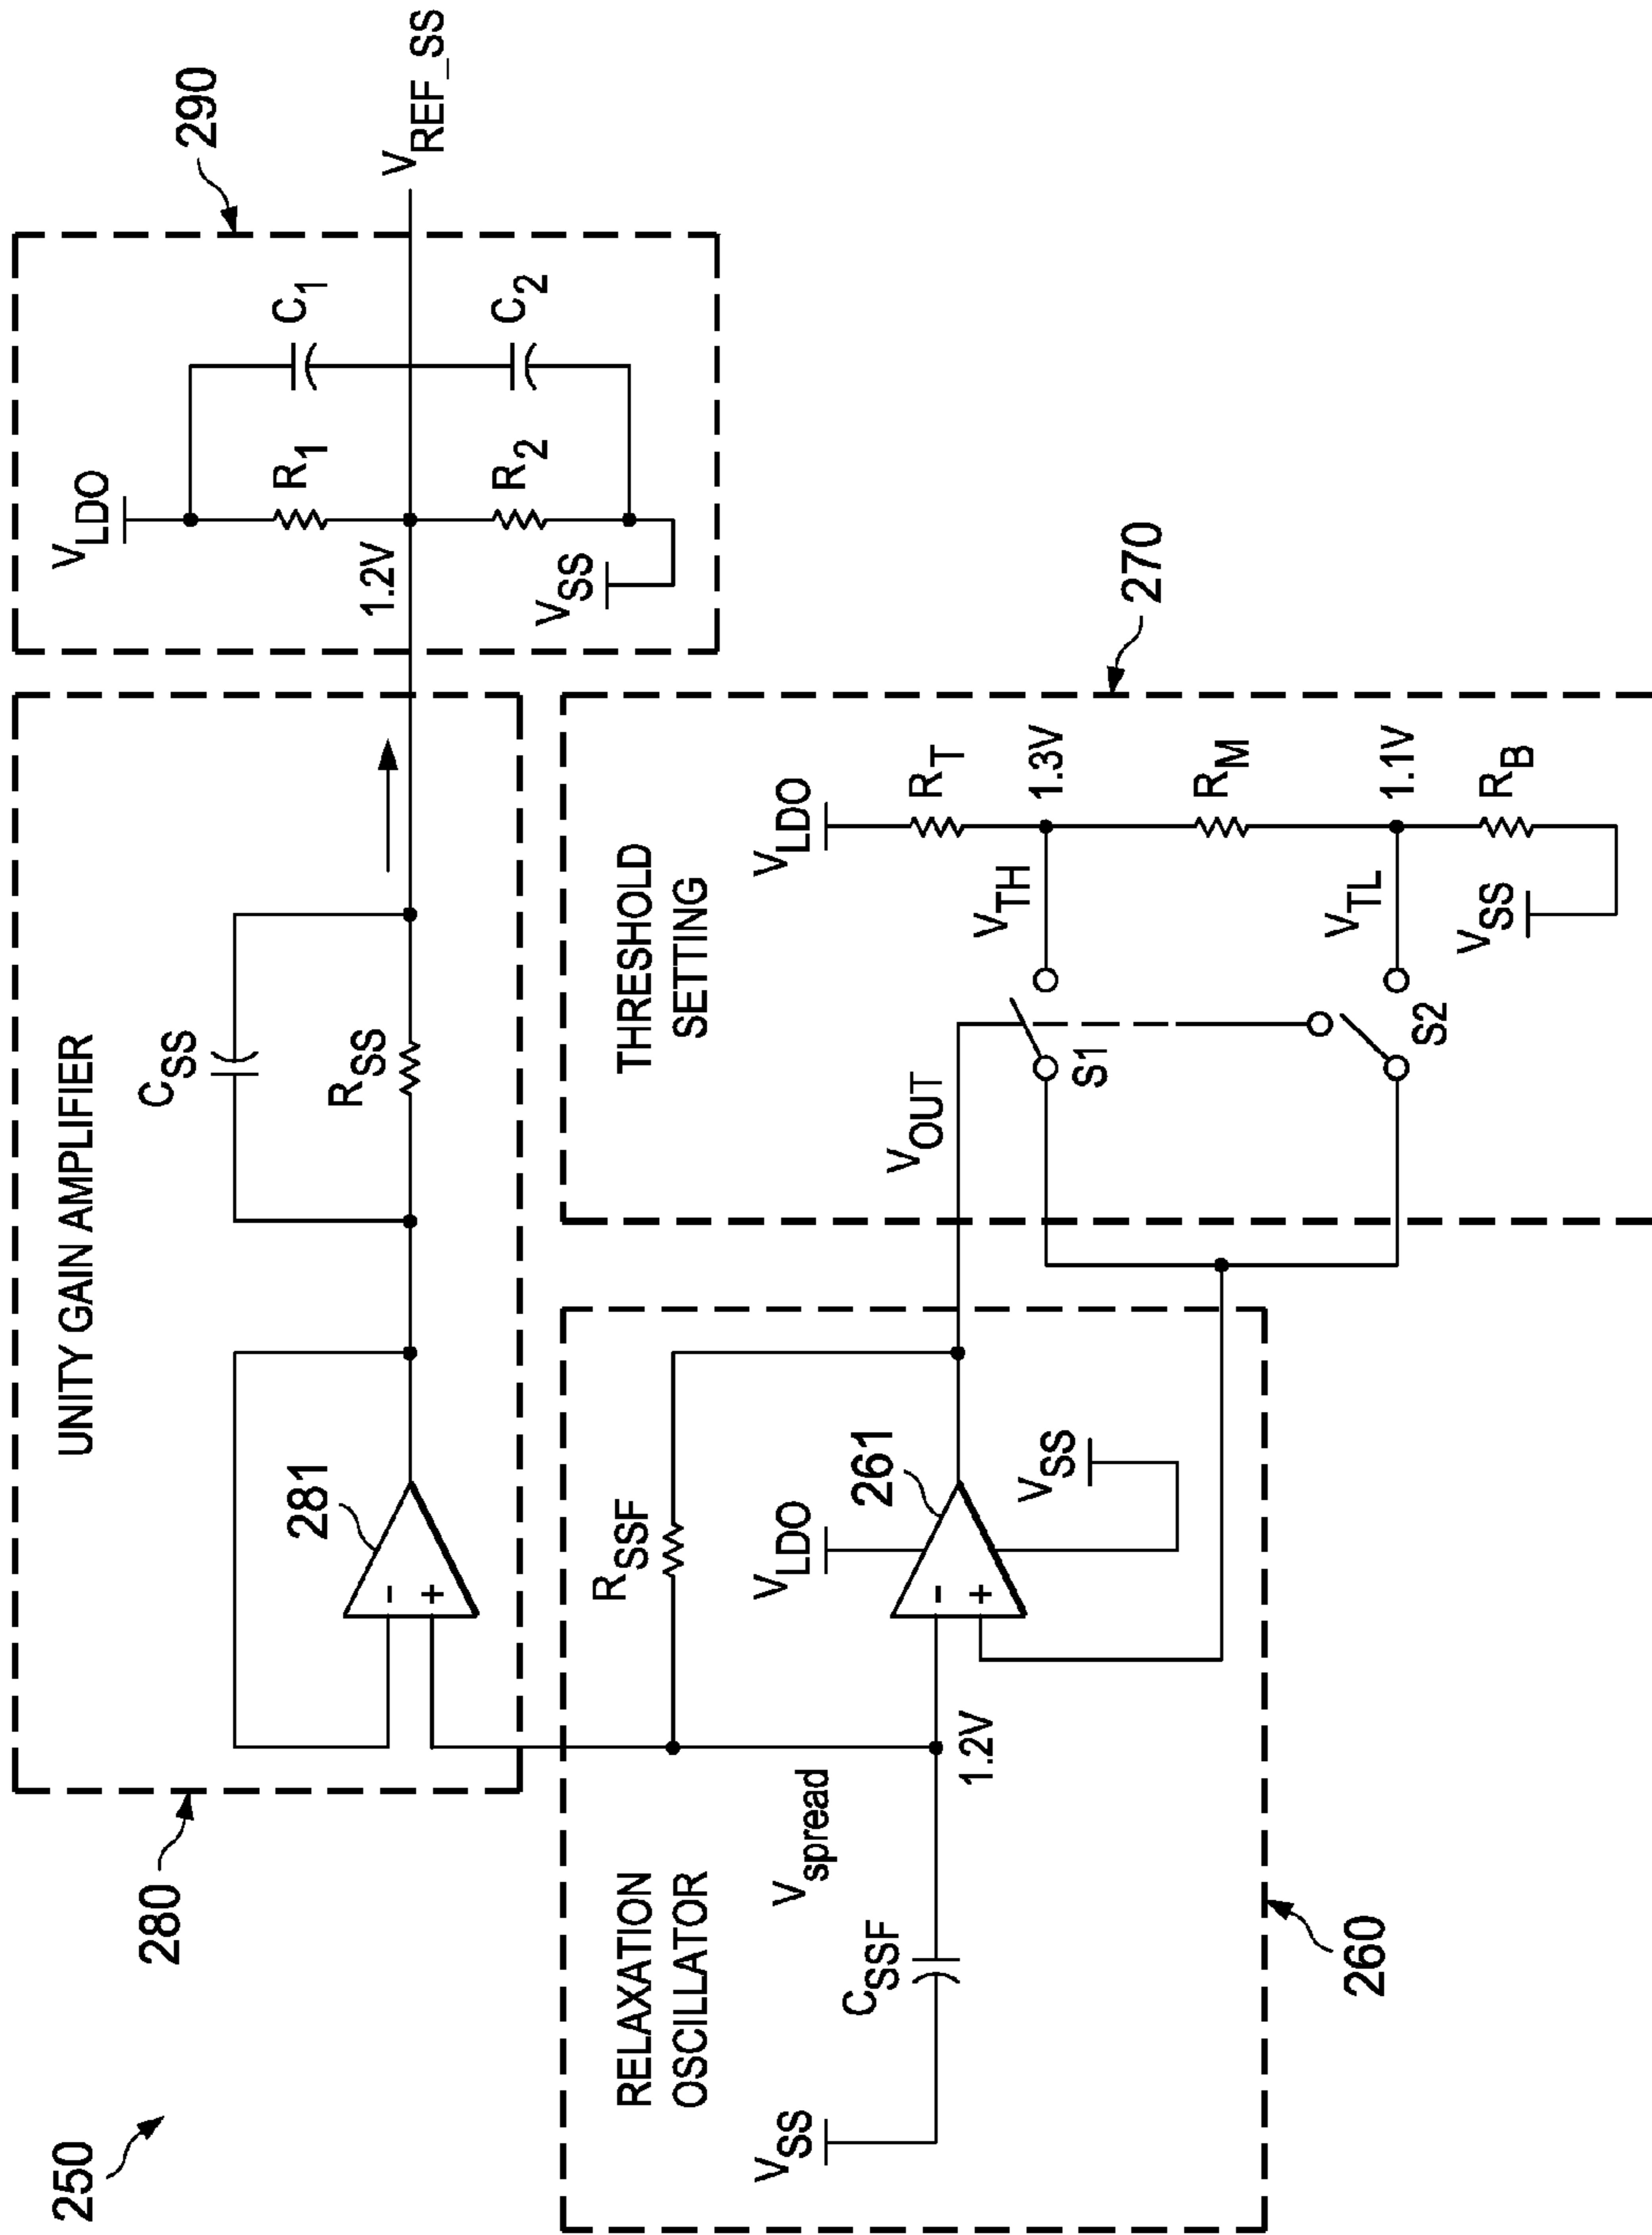 250
280
UNITY GAIN AMPLIFIER
281
-
+
CSS
RSS
290
VLDO
R1
C1
1.2V
VREF_SS
R2
C2
VSS
RELAXATION
OSCILLATOR
Vspread
RSSF
VLDO
261
-
+
1.2V
CSSF
VSS
VSS
260
270
THRESHOLD
SETTING
VOUT
S1
S2
VLDO
RT
VTH
1.3V
RM
VTL
1.1V
RB
VSS